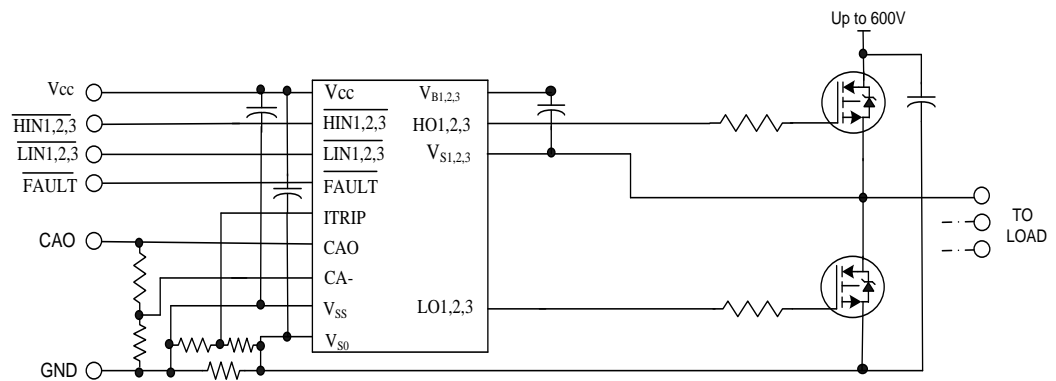 Up to 600V
Vcc
HIN1,2,3
LIN1,2,3
FAULT
CAO
GND
Vcc
HIN1,2,3
LIN1,2,3
FAULT
ITRIP
CAO
CA-
VSS
VS0
VB1,2,3
HO1,2,3
VS1,2,3
LO1,2,3
TO
LOAD